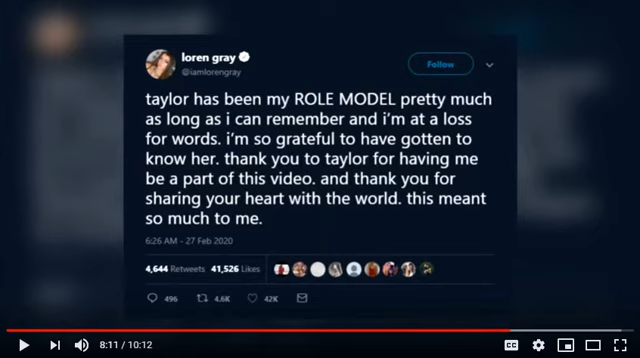 loren gray
@iamlorengray
Follow
taylor has been my ROLE MODEL pretty much
as long as i can remember and i'm at a loss
for words. i'm so grateful to have gotten to
know her. thank you to taylor for having me
be a part of this video. and thank you for
sharing your heart with the world. this meant
so much to me.
6:26 AM - 27 Feb 2020
4,644 Retweets 41,526 Likes
496 4.6K 42K
8:11 / 10:12
CC